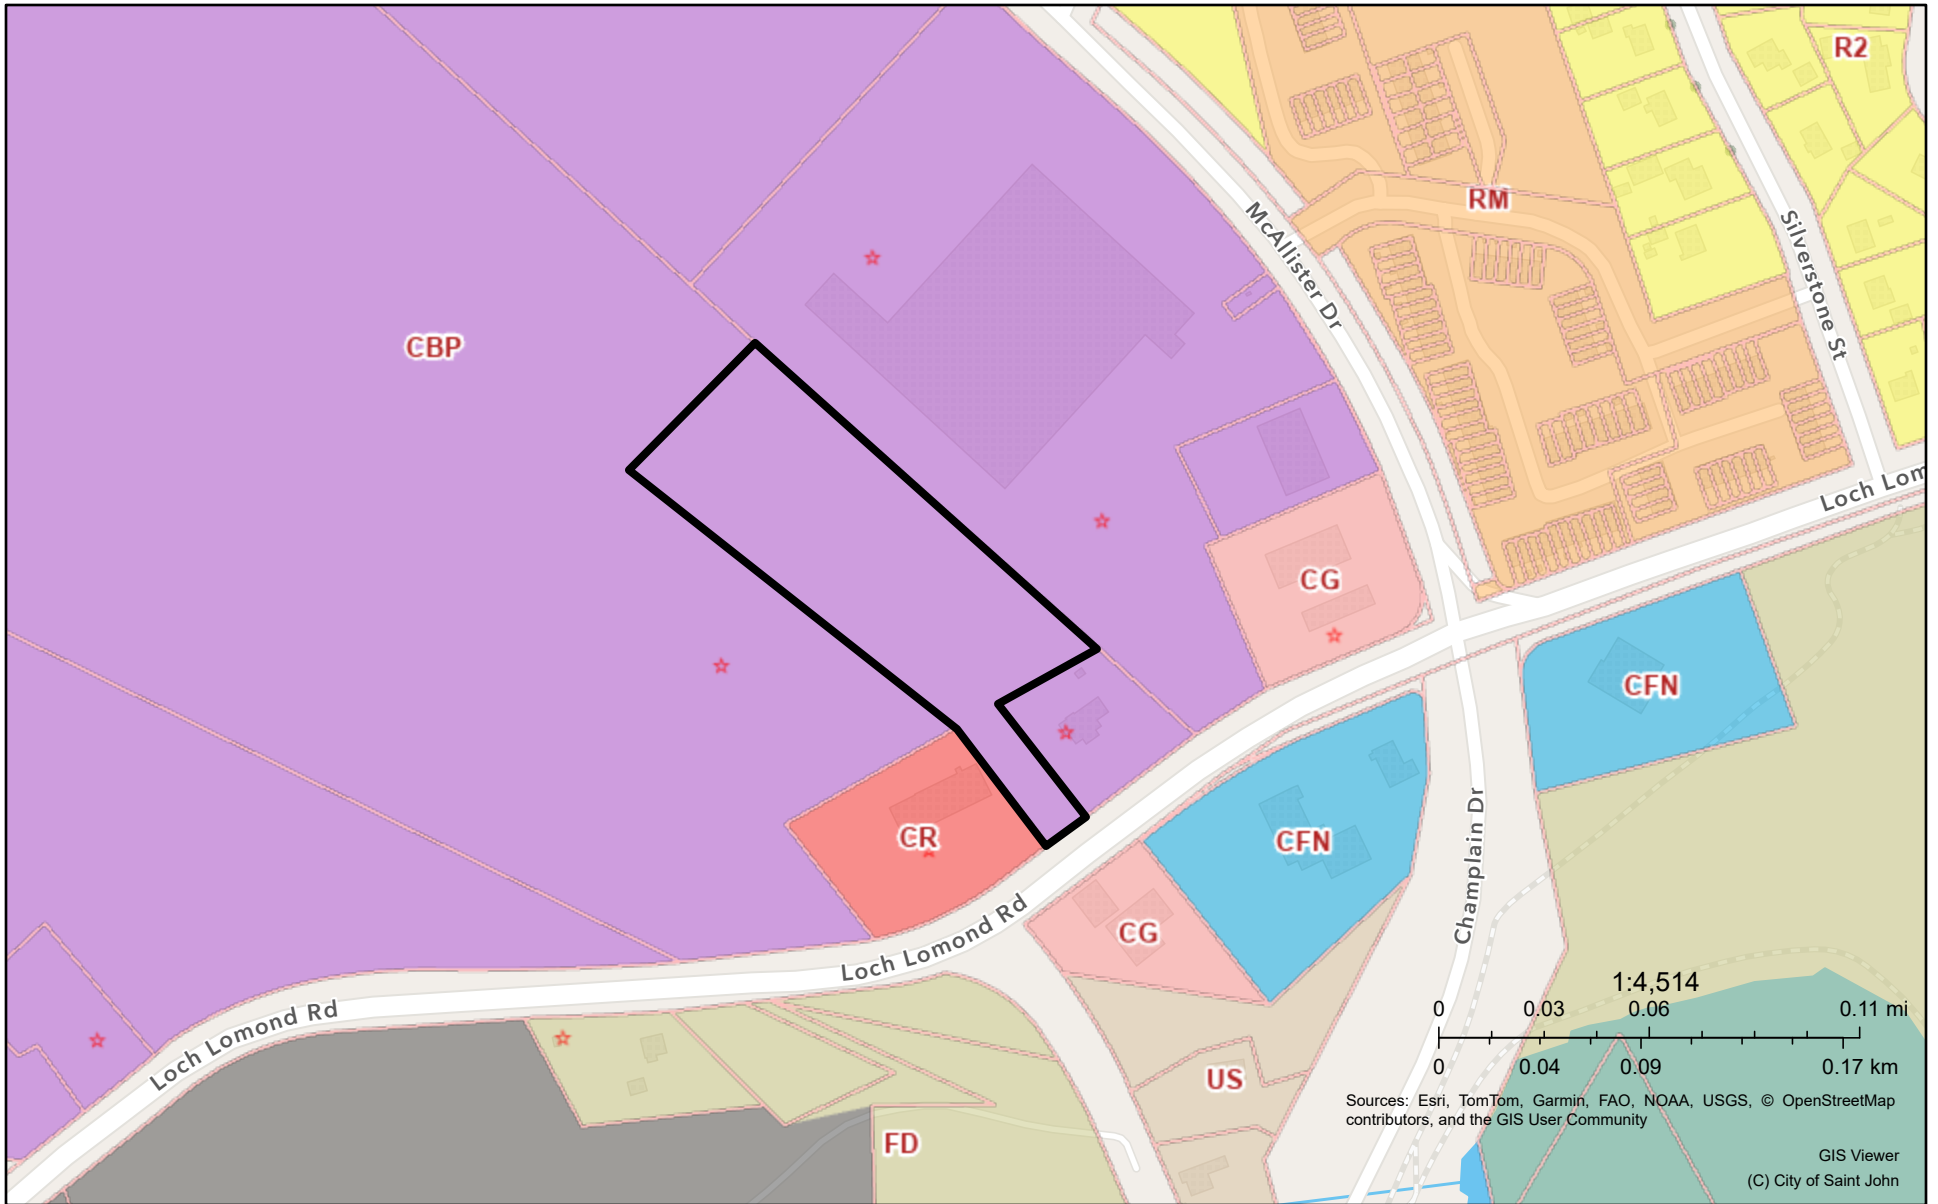 R2
RM
McAllister Dr
Silverstone St
CBP
Loch Lom
CG
CFN
CR
CFN
CG
Champlain Dr
Loch Lomond Rd
Loch Lomond Rd
US
FD
1:4,514
0 0.03 0.06 0.11 mi
0 0.04 0.09 0.17 km
Sources: Esri, TomTom, Garmin, FAO, NOAA, USGS, © OpenStreetMap
contributors, and the GIS User Community
GIS Viewer
(C) City of Saint John